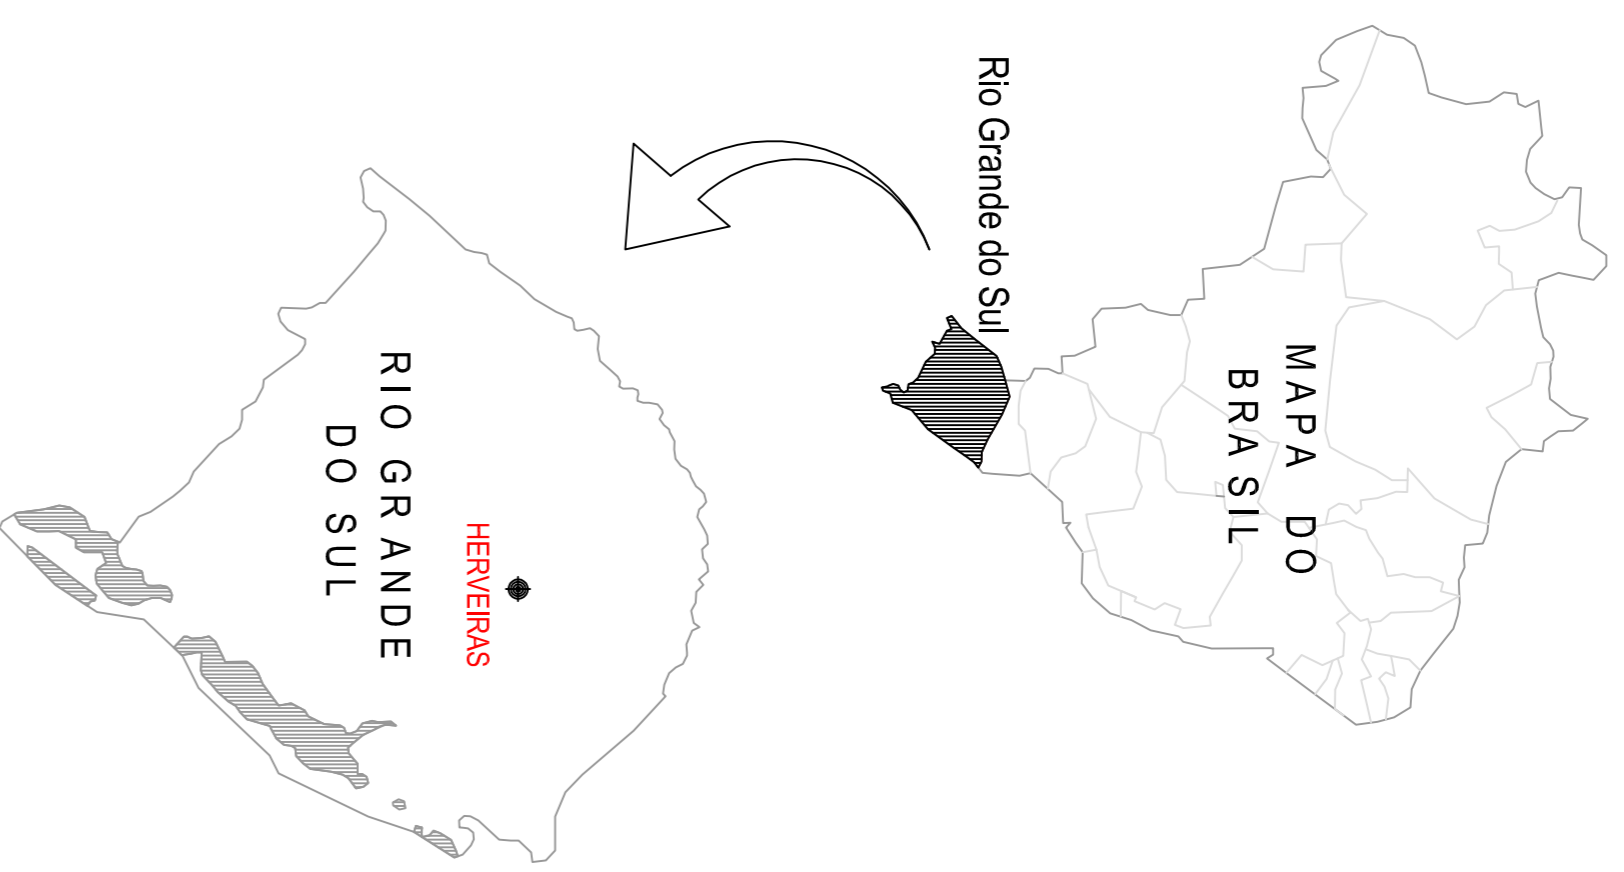 MAPA DO
BRASIL
Rio Grande do Sul
HERVEIRAS
RIO GRANDE
DO SUL